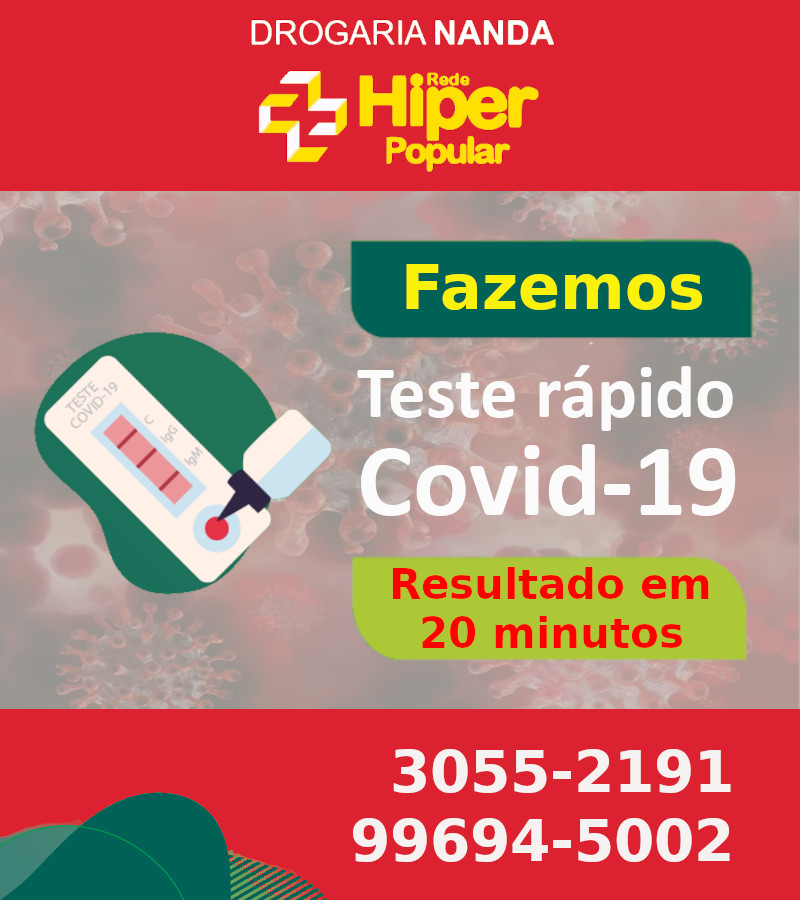 DROGARIA NANDA
Rede
Hiper
Popular
Fazemos
Teste rápido
Covid-19
TESTE
COVID-19
C
IgG
IgM
Resultado em
20 minutos
3055-2191
99694-5002